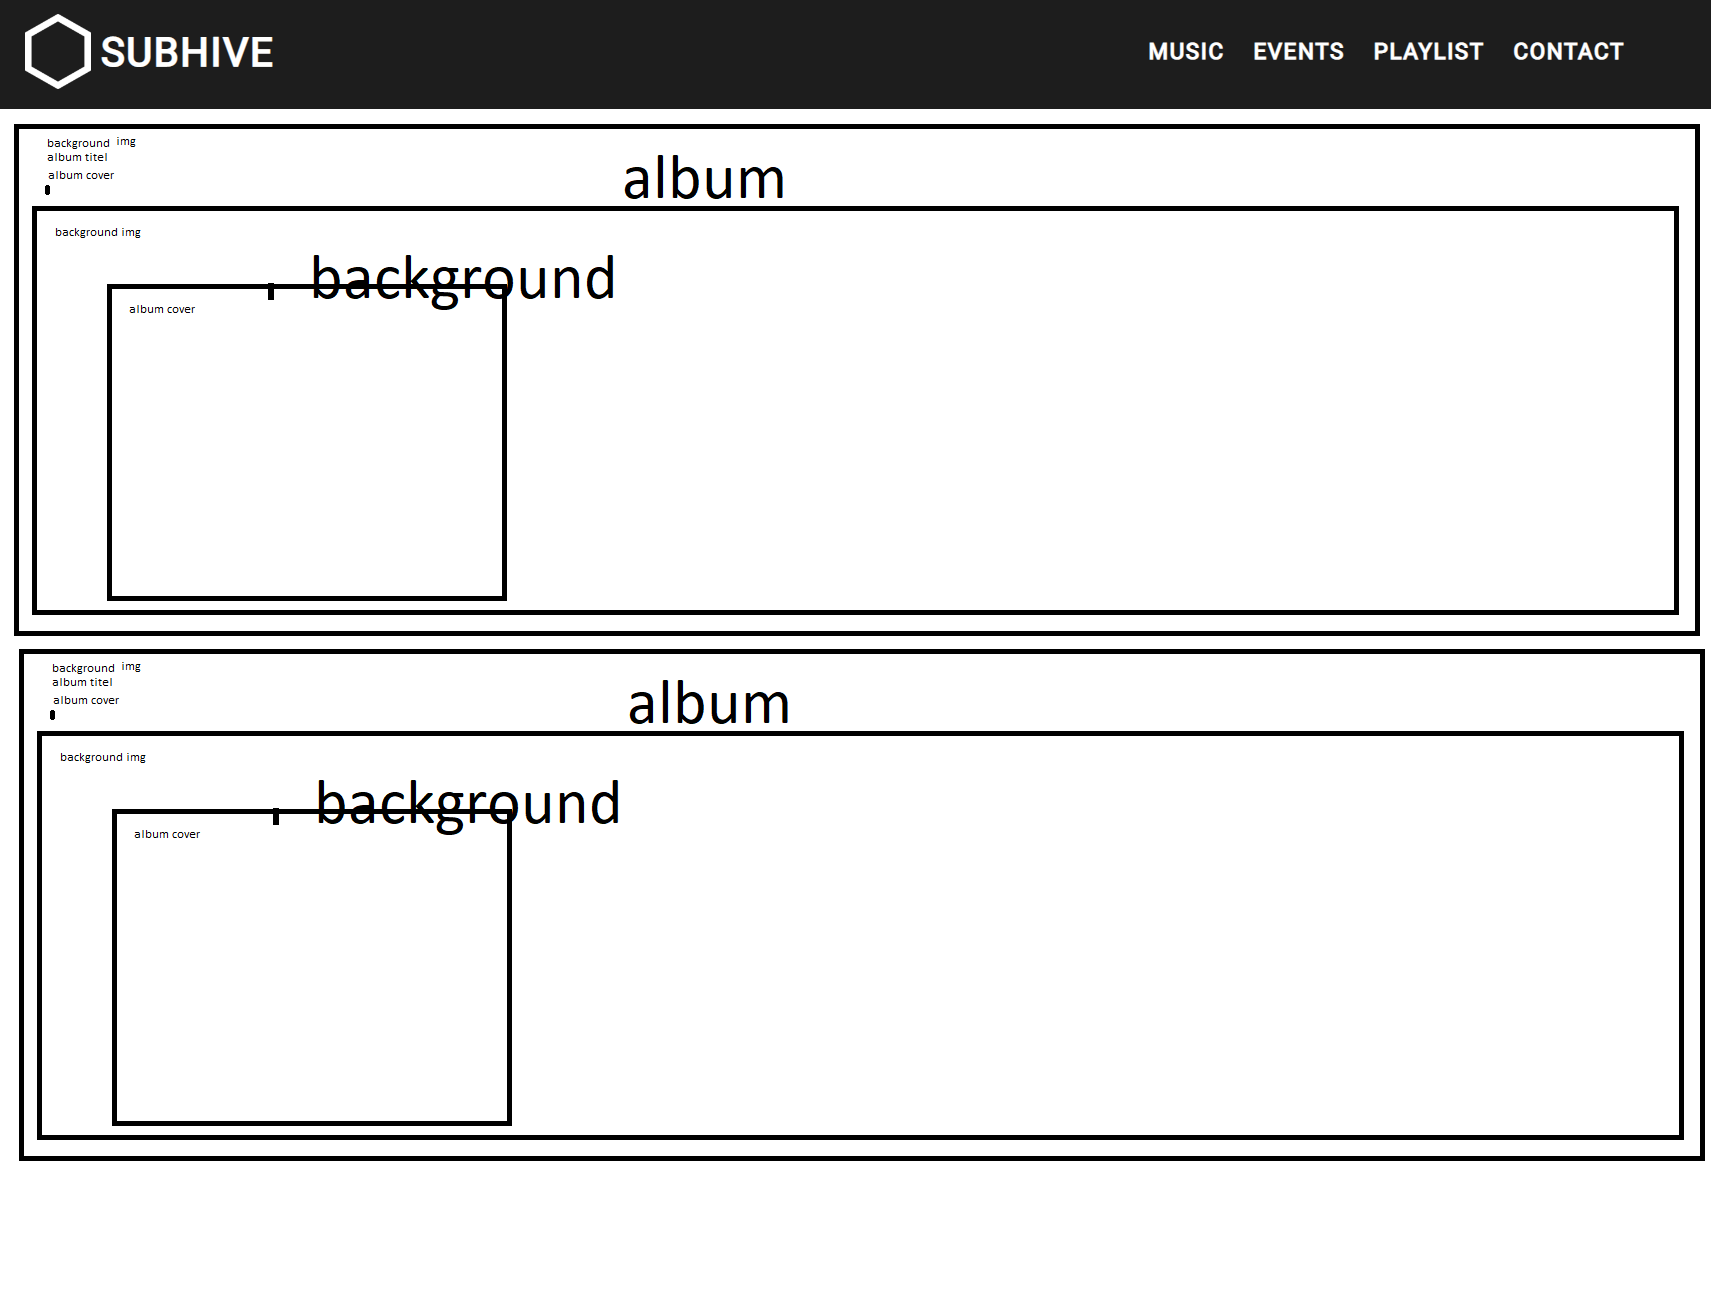 SUBHIVE
MUSIC EVENTS PLAYLIST CONTACT
background img
album titel
album cover
album
background img
background
album cover
background img
album titel
album cover
album
background img
background
album cover